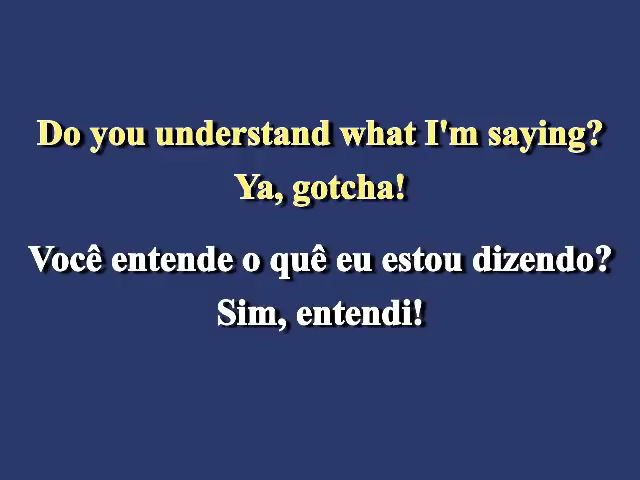 Do you understand what I'm saying?
Ya, gotcha!
Você entende o quê eu estou dizendo?
Sim, entendi!